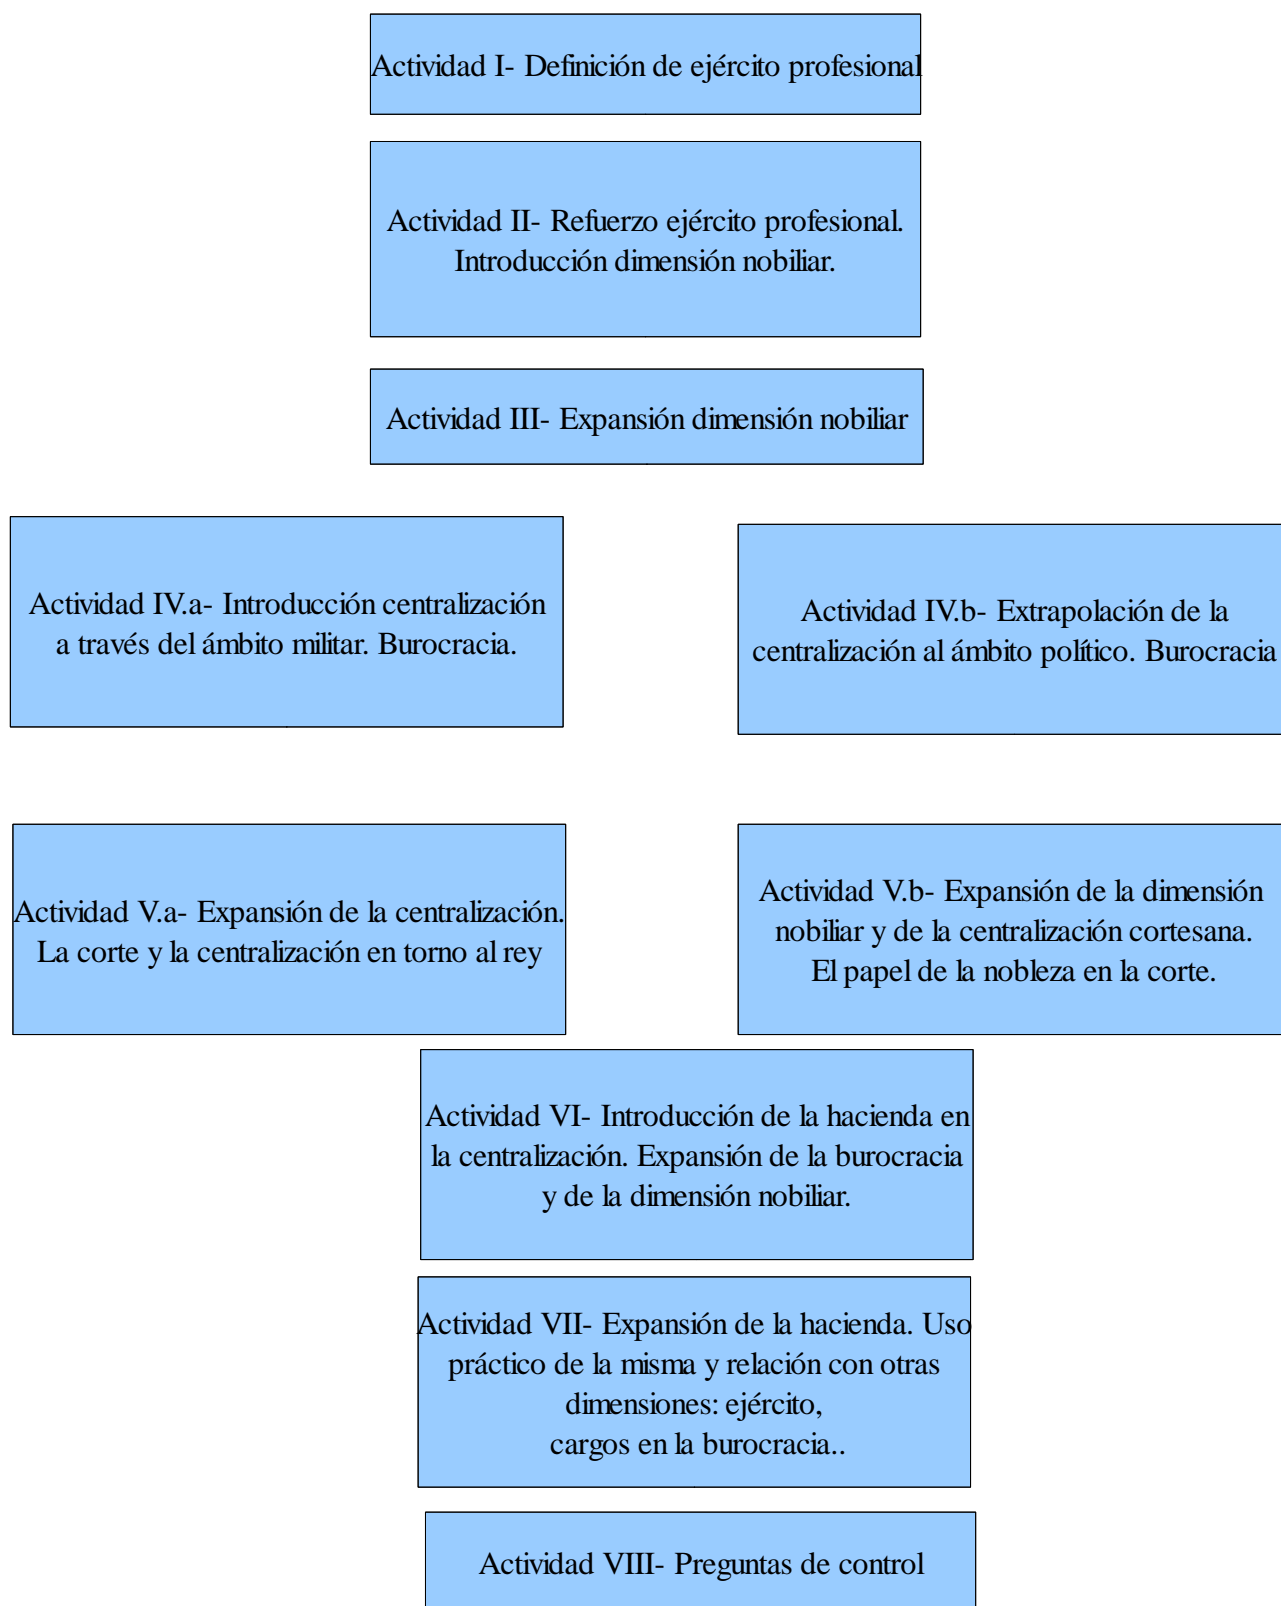 Actividad I- Definición de ejército profesional
Actividad II- Refuerzo ejército profesional.
Introducción dimensión nobiliar.
Actividad III- Expansión dimensión nobiliar
Actividad IV.a- Introducción centralización
a través del ámbito militar. Burocracia.
Actividad IV.b- Extrapolación de la
centralización al ámbito político. Burocracia
Actividad V.a- Expansión de la centralización.
La corte y la centralización en torno al rey
Actividad V.b- Expansión de la dimensión
nobiliar y de la centralización cortesana.
El papel de la nobleza en la corte.
Actividad VI- Introducción de la hacienda en
la centralización. Expansión de la burocracia
y de la dimensión nobiliar.
Actividad VII- Expansión de la hacienda. Uso
práctico de la misma y relación con otras
dimensiones: ejército,
cargos en la burocracia..
Actividad VIII- Preguntas de control